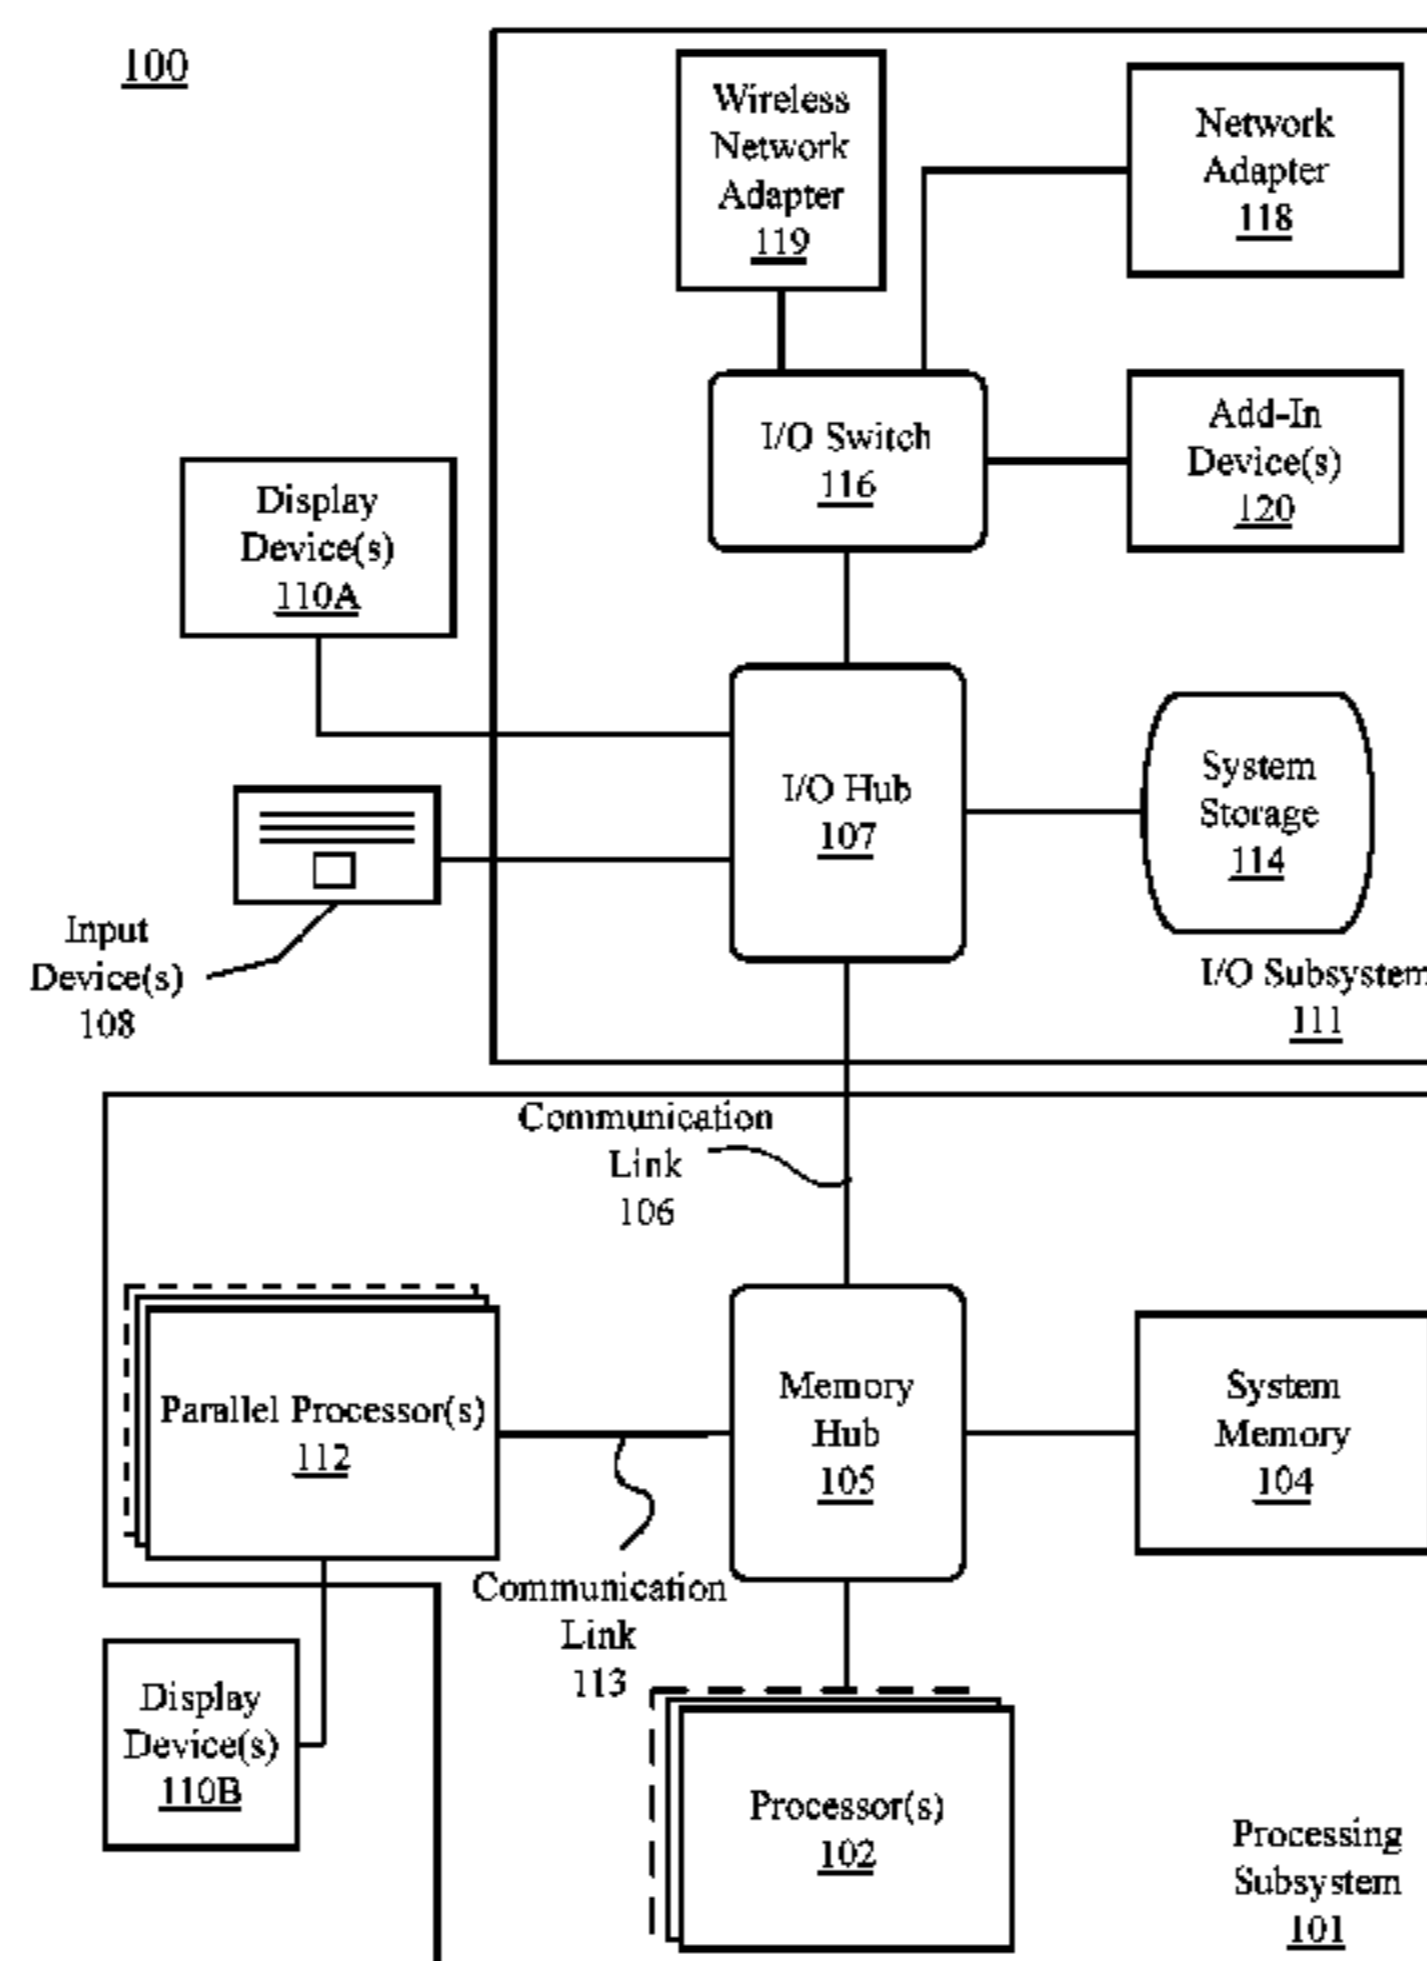 100
Wireless
Network
Adapter
119
Network
Adapter
118
I/O Switch
116
Add-In
Device(s)
120
Display
Device(s)
110A
I/O Hub
107
System
Storage
114
Input
Device(s)
108
I/O Subsystem
111
Communication
Link
106
Parallel Processor(s)
112
Memory
Hub
105
System
Memory
104
Communication
Link
113
Display
Device(s)
110B
Processor(s)
102
Processing
Subsystem
101